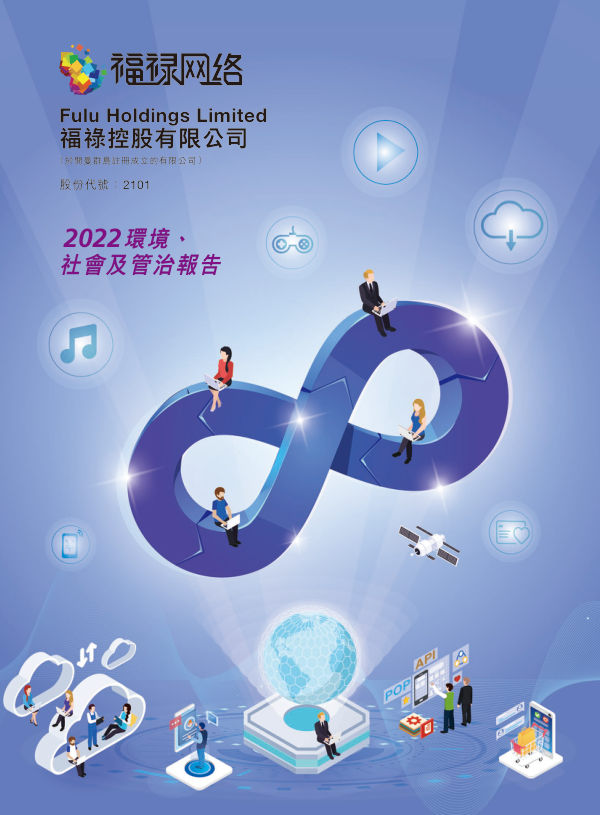 福禄网络
Fulu Holdings Limited
福祿控股有限公司
(於開曼群島註冊成立的有限公司)
股份代號：2101
2022環境、
社會及管治報告
API
POP